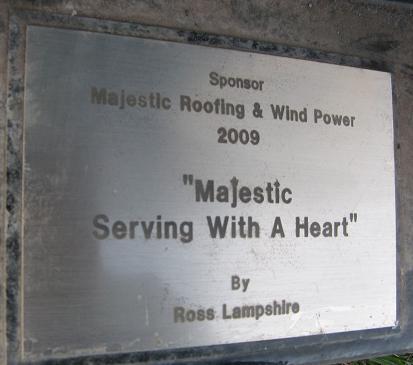 Sponsor
Majestic Roofing & Wind Power
2009
"Majestic
Serving With A Heart"
By
Ross Lampshire